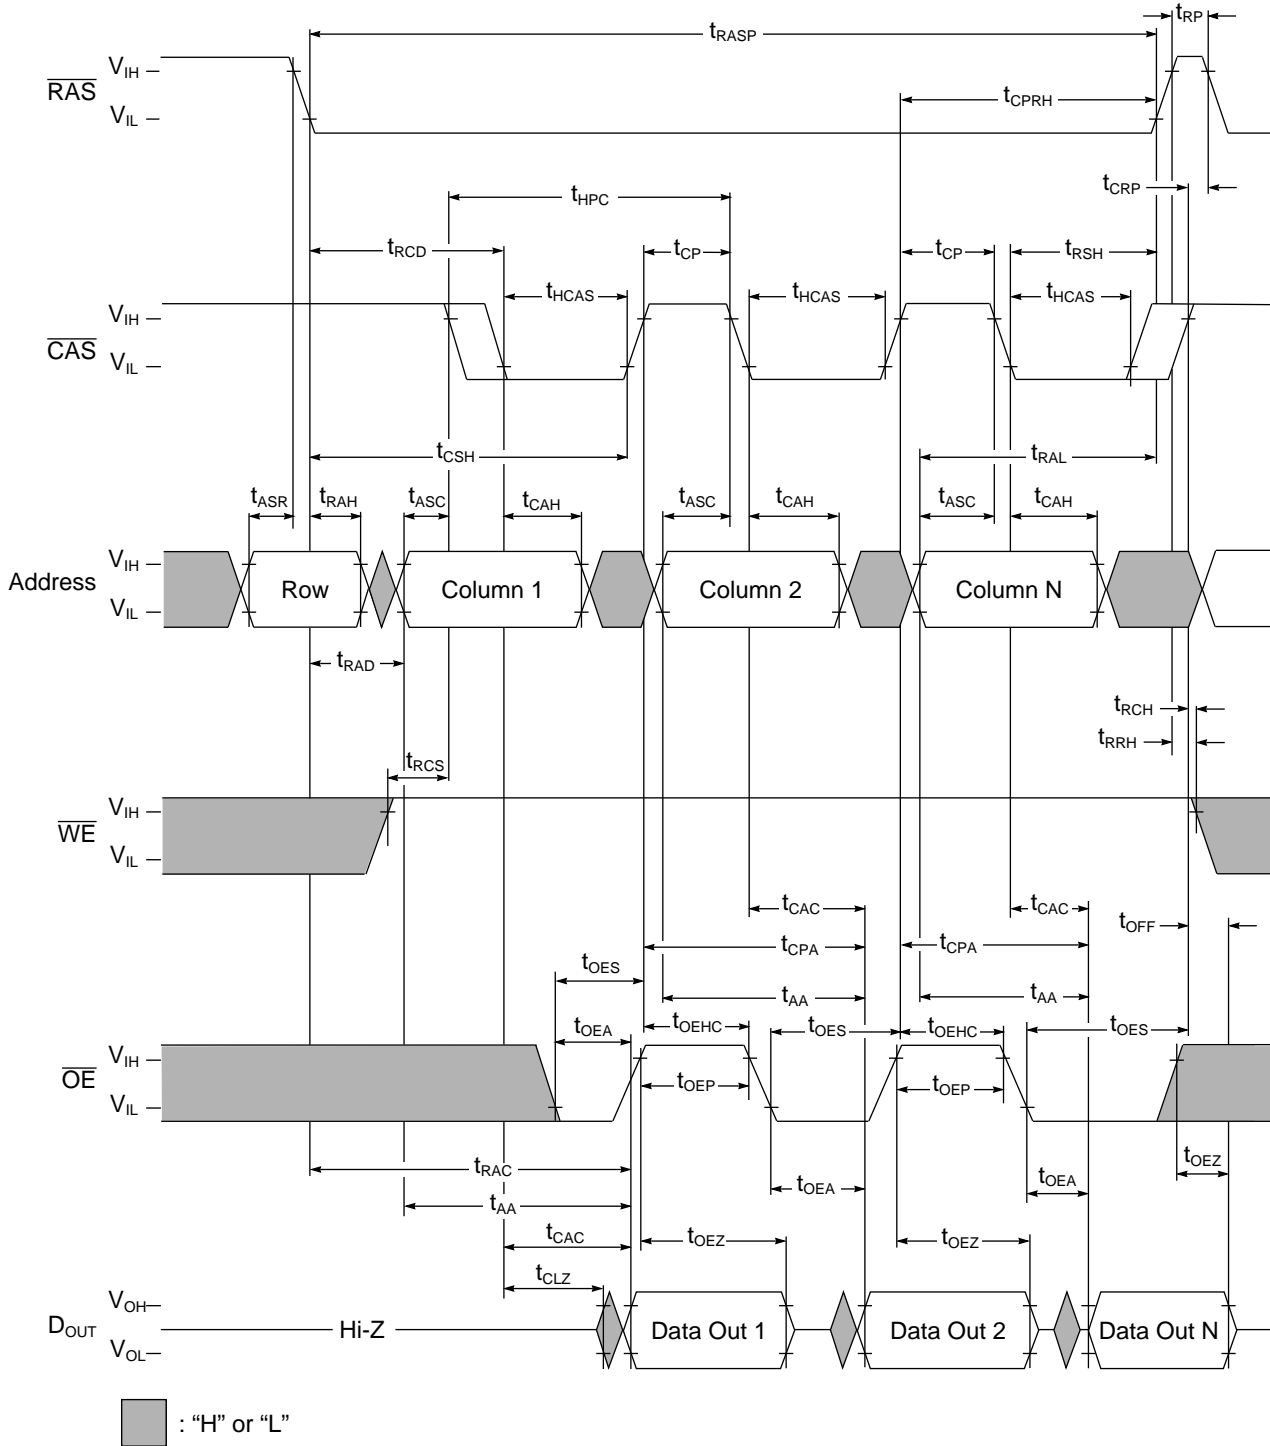 tRP
tRASP
VIH
RAS
VIL
tCPRH
tCRP
tHPC
tRCD
tCP
tCP
tRSH
tHCAS
tHCAS
tHCAS
VIH
CAS
VIL
tCSH
tRAL
tASR
tRAH
tASC
tCAH
tASC
tCAH
tASC
tCAH
VIH
Address
VIL
Row
Column 1
Column 2
Column N
tRAD
tRCH
tRRH
tRCS
VIH
WE
VIL
tCAC
tCAC
tOFF
tCPA
tCPA
tOES
tAA
tAA
tOEA
tOEHC
tOES
tOEHC
tOES
VIH
OE
VIL
tOEP
tOEP
tRAC
tOEZ
tOEA
tOEA
tAA
tCAC
tOEZ
tOEZ
tCLZ
VOH
DOUT
VOL
Hi-Z
Data Out 1
Data Out 2
Data Out N
: “H” or “L”